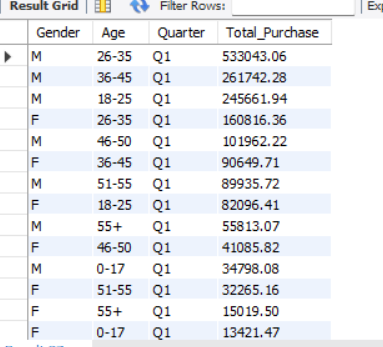 Result Grid Filter Rows: Exp
Gender Age Quarter Total_Purchase
M 26-35 Q1 533043.06
M 36-45 Q1 261742.28
M 18-25 Q1 245661.94
F 26-35 Q1 160816.36
M 46-50 Q1 101962.22
F 36-45 Q1 90649.71
M 51-55 Q1 89935.72
F 18-25 Q1 82096.41
M 55+ Q1 55813.07
F 46-50 Q1 41085.82
M 0-17 Q1 34798.08
F 51-55 Q1 32265.16
F 55+ Q1 15019.50
F 0-17 Q1 13421.47